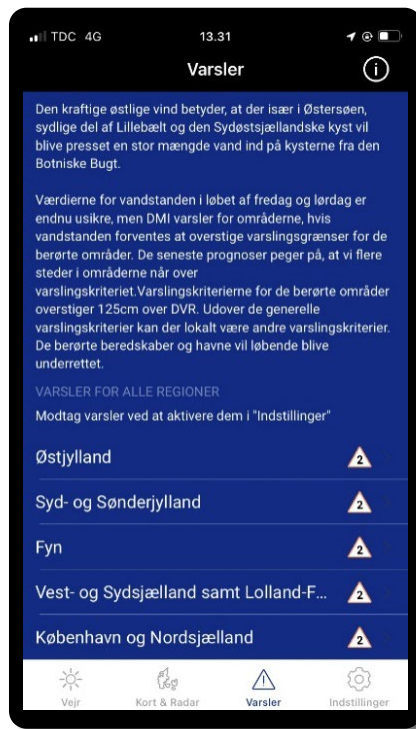 TDC 4G 13.31
Varsler
Den kraftige østlige vind betyder, at der især i Østersøen,
sydlige del af Lillebælt og den Sydøstsjællandske kyst vil
blive presset en stor mængde vand ind på kysterne fra den
Botniske Bugt.
Værdierne for vandstanden i løbet af fredag og lørdag er
endnu usikre, men DMI varsler for områderne, hvis
vandstanden forventes at overstige varslingsgrænser for de
berørte områder. De seneste prognoser peger på, at vi flere
steder i områderne når over
varslingskriteriet.Varslingskriterierne for de berørte områder
overstiger 125cm over DVR. Udover de generelle
varslingskriterier kan der lokalt være andre varslingskriterier.
De berørte beredskaber og havne vil løbende blive
underrettet.
VARSLER FOR ALLE REGIONER
Modtag varsler ved at aktivere dem i "Indstillinger"
Østjylland 2
Syd- og Sønderjylland 2
Fyn 2
Vest- og Sydsjælland samt Lolland-F... 2
København og Nordsjælland 2
Vejr Kort & Radar Varsler Indstillinger